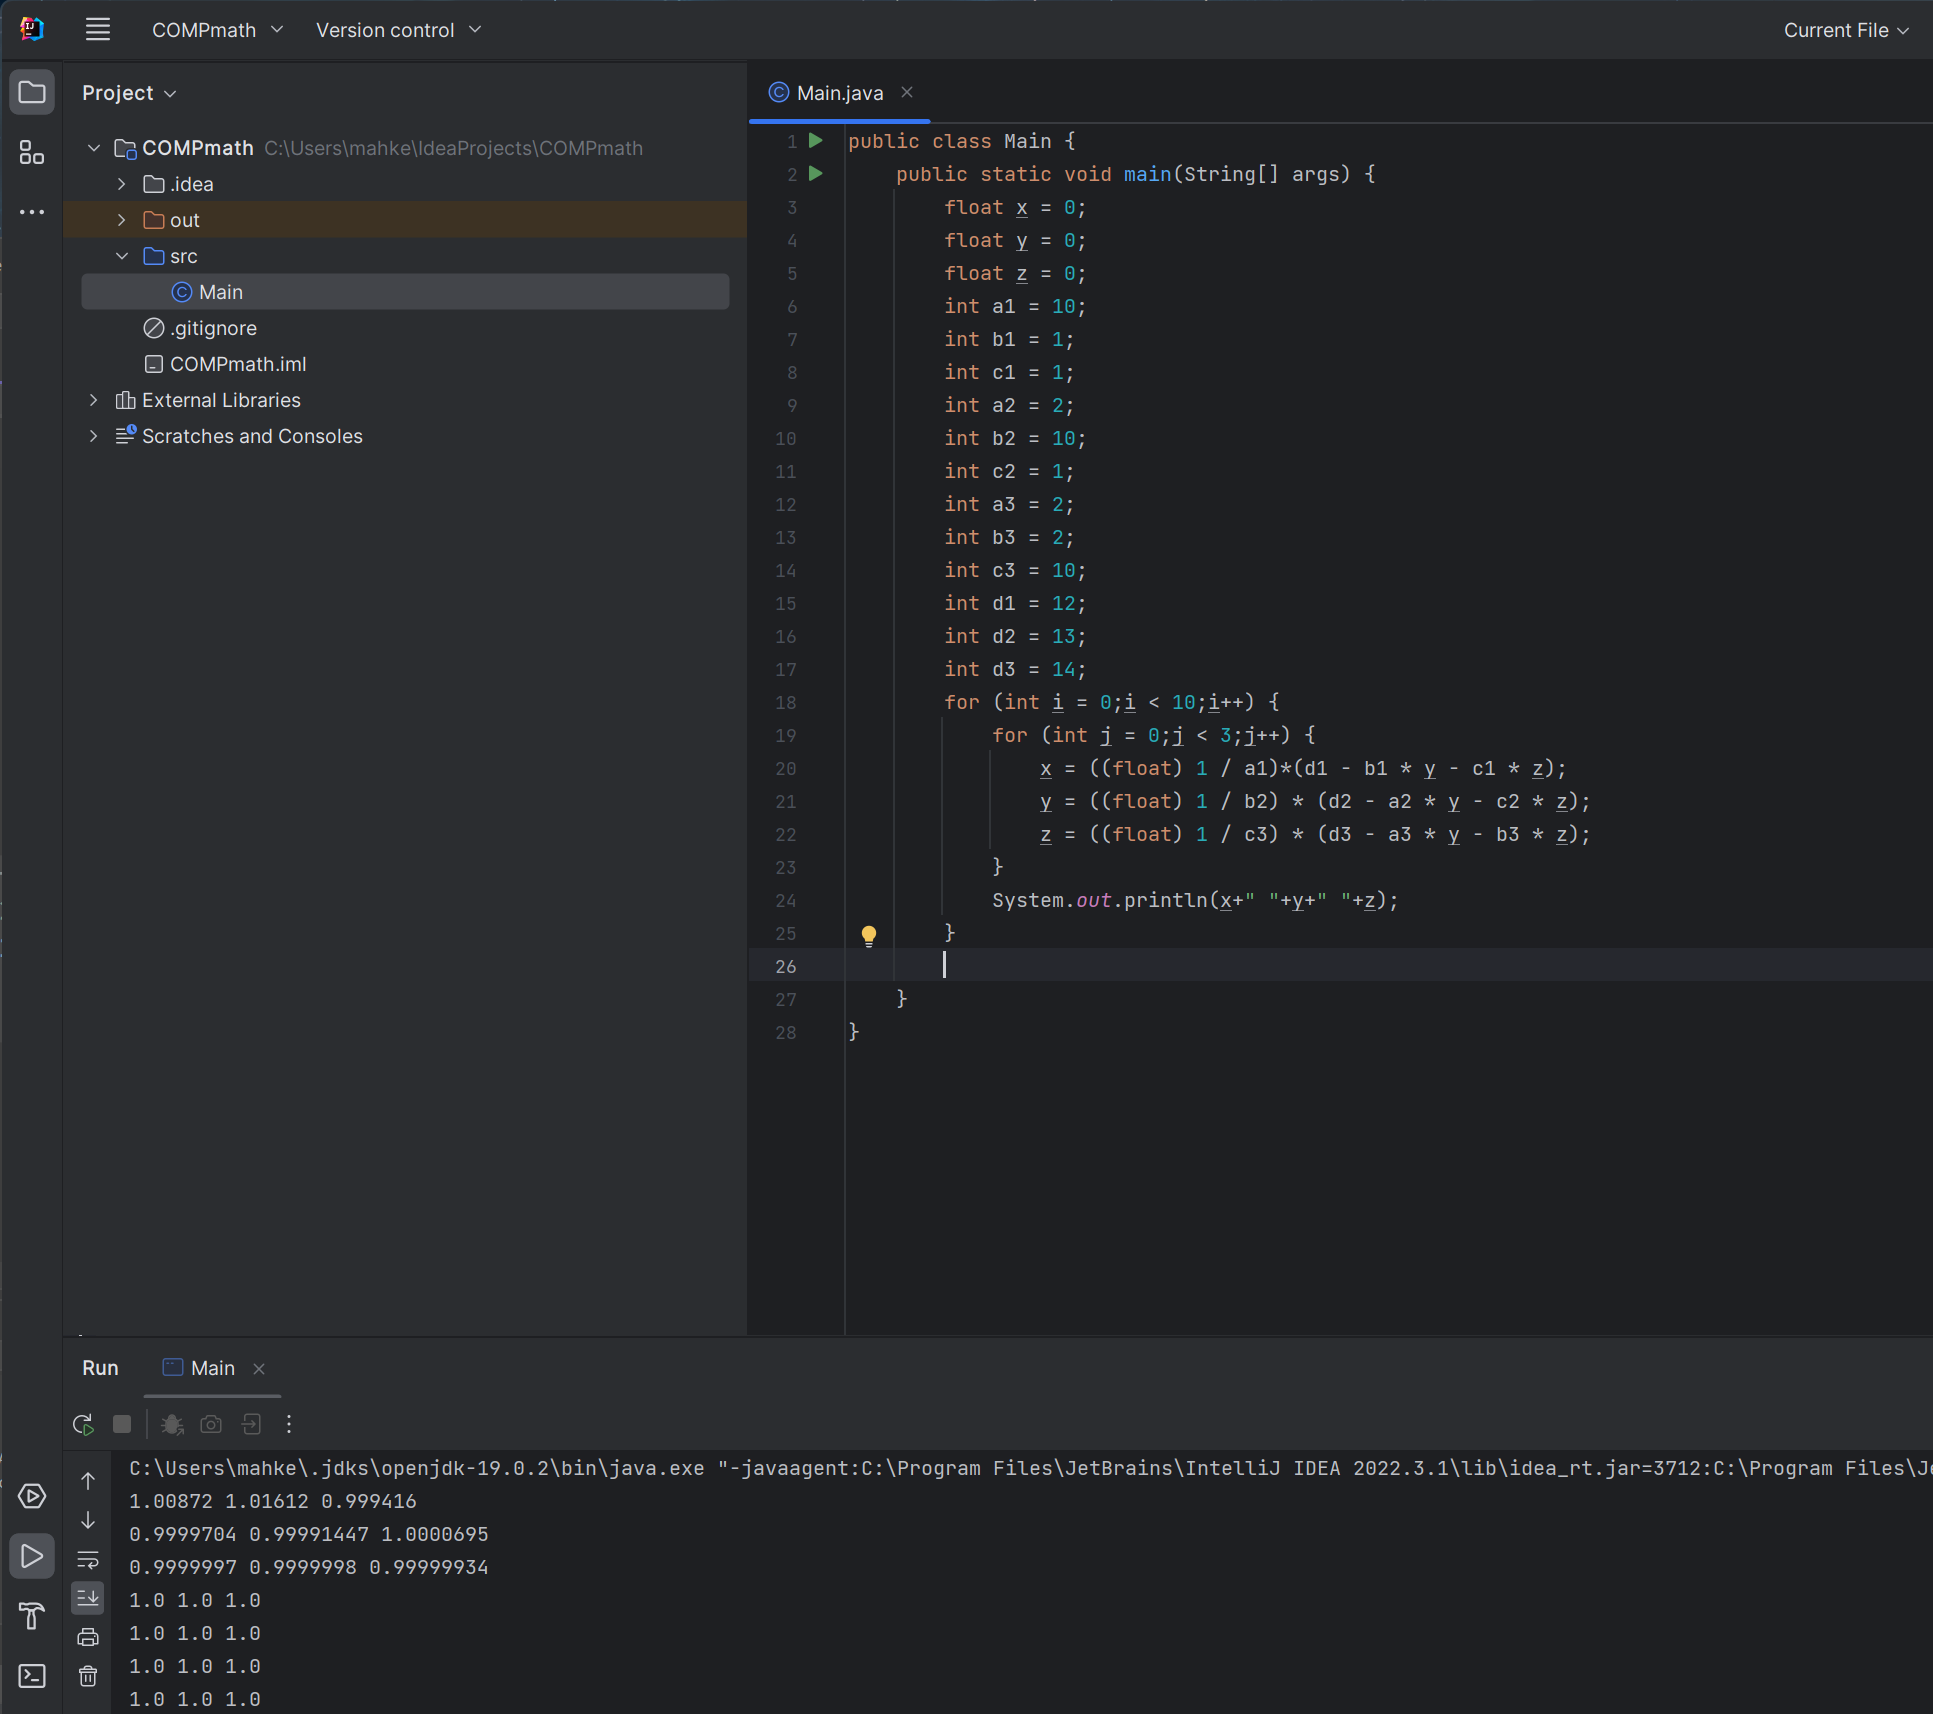 COMPmath Version control Current File
Project
Main.java
COMPmath C:\Users\mahke\IdeaProjects\COMPmath
.idea
out
src
Main
.gitignore
COMPmath.iml
External Libraries
Scratches and Consoles
1 public class Main {
2 public static void main(String[] args) {
3 float x = 0;
4 float y = 0;
5 float z = 0;
6 int a1 = 10;
7 int b1 = 1;
8 int c1 = 1;
9 int a2 = 2;
10 int b2 = 10;
11 int c2 = 1;
12 int a3 = 2;
13 int b3 = 2;
14 int c3 = 10;
15 int d1 = 12;
16 int d2 = 13;
17 int d3 = 14;
18 for (int i = 0;i < 10;i++) {
19 for (int j = 0;j < 3;j++) {
20 x = ((float) 1 / a1)*(d1 - b1 * y - c1 * z);
21 y = ((float) 1 / b2) * (d2 - a2 * y - c2 * z);
22 z = ((float) 1 / c3) * (d3 - a3 * y - b3 * z);
23 }
24 System.out.println(x+" "+y+" "+z);
25 }
26
27 }
28 }
Run Main
C:\Users\mahke\.jdks\openjdk-19.0.2\bin\java.exe "-javaagent:C:\Program Files\JetBrains\IntelliJ IDEA 2022.3.1\lib\idea_rt.jar=3712:C:\Program Files\Je
1.00872 1.01612 0.999416
0.9999704 0.99991447 1.0000695
0.9999997 0.9999998 0.99999934
1.0 1.0 1.0
1.0 1.0 1.0
1.0 1.0 1.0
1.0 1.0 1.0